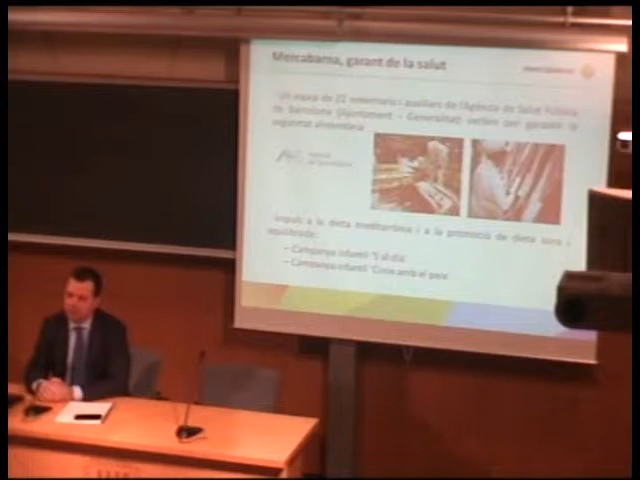 Mercabarna, garant de la salut
mercabarna
Un equip de 22 veterinaris i auxiliars de l'Agència de Salut Pública
de Barcelona (Ajuntament – Generalitat) vetllen per garantir la
seguretat alimentària
Impuls a la dieta mediterrània i a la promoció de dieta sana i
equilibrada:
– Campanya infantil '5 al dia'
– Campanya infantil 'Creix amb el peix'